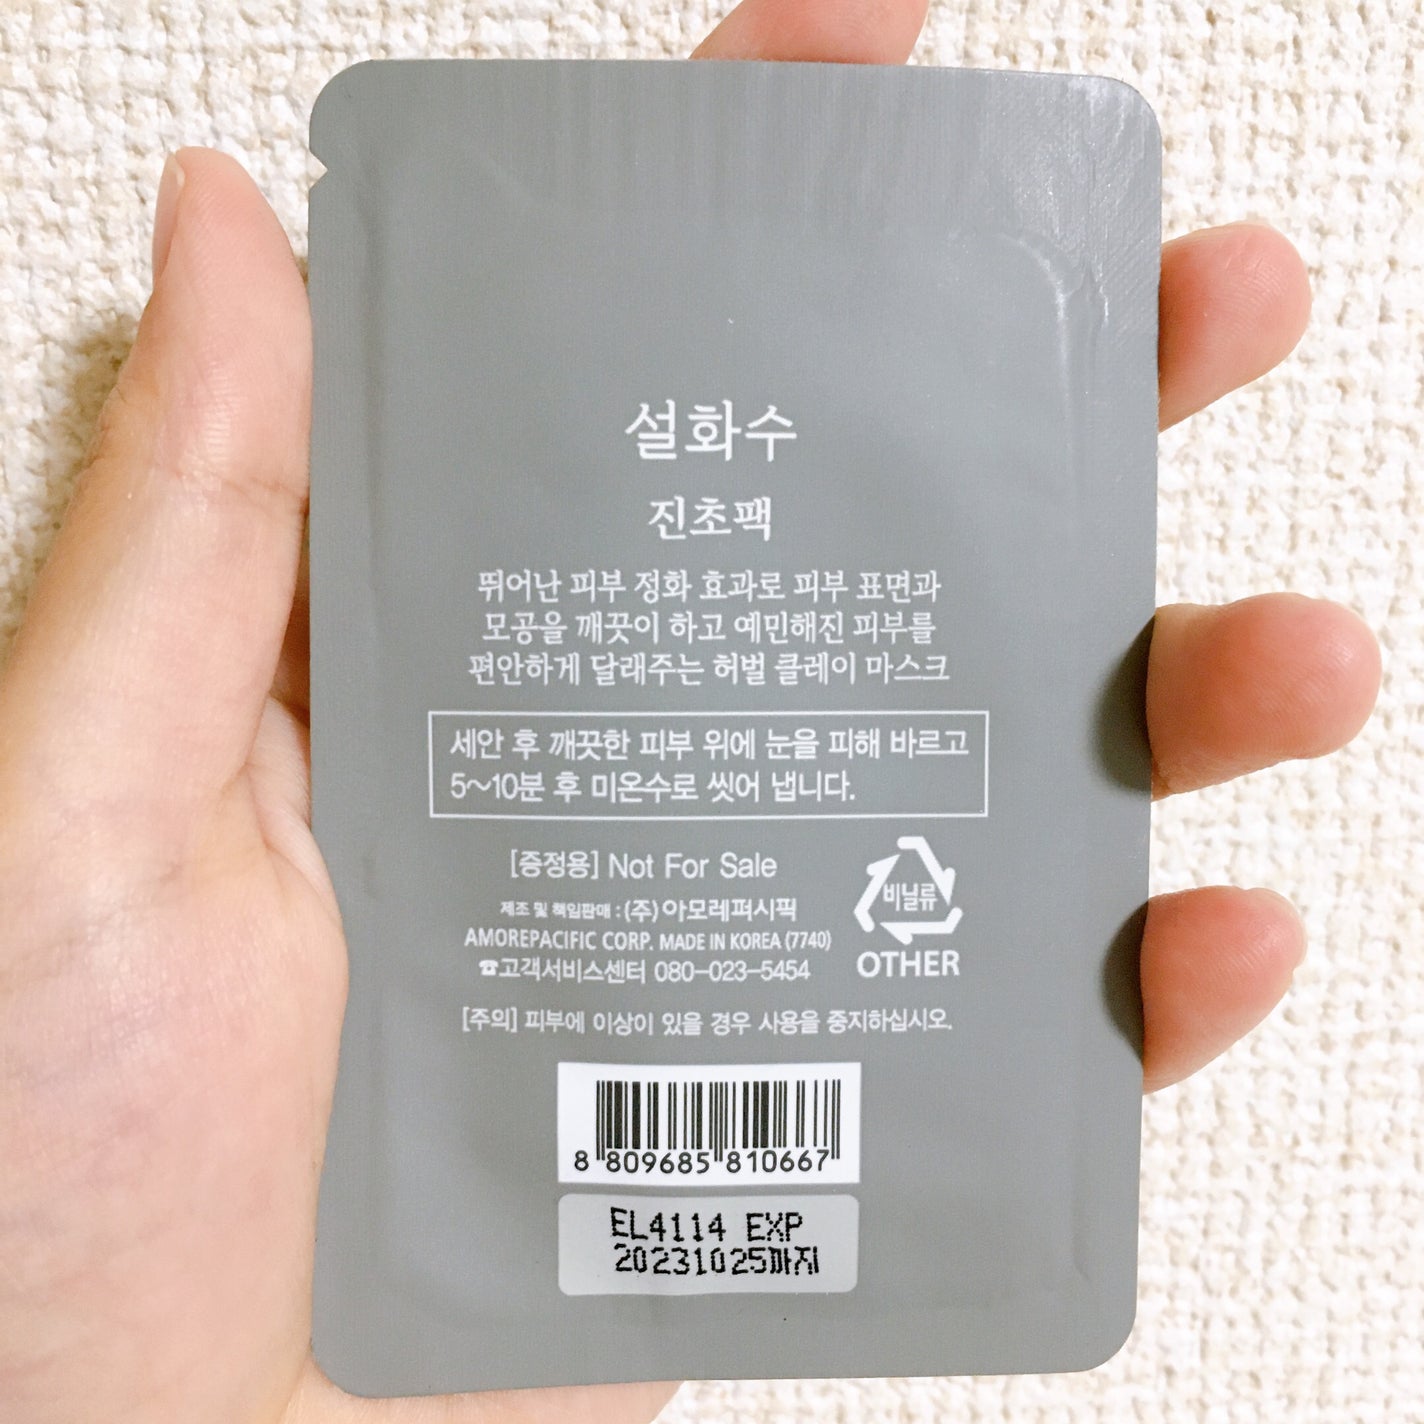 설화수
진초팩
뛰어난 피부 정화 효과로 피부 표면과
모공을 깨끗이 하고 예민해진 피부를
편안하게 달래주는 허벌 클레이 마스크
세안 후 깨끗한 피부 위에 눈을 피해 바르고
5~10분 후 미온수로 씻어 냅니다.
[증정용] Not For Sale
제조 및 책임판매 : (주)아모레퍼시픽
AMOREPACIFIC CORP. MADE IN KOREA (7740)
☎고객서비스센터 080-023-5454
비닐류
OTHER
[주의] 피부에 이상이 있을 경우 사용을 중지하십시오.
8 809685 810667
EL4114 EXP
20231025까지